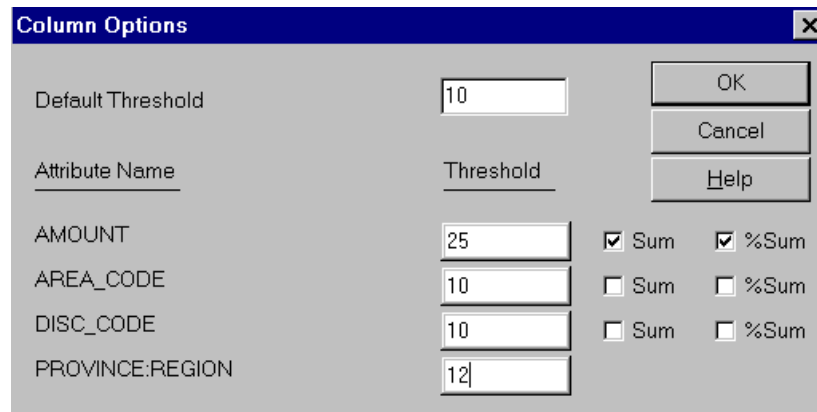 Column Options
Default Threshold 10 OK
Cancel
Attribute Name Threshold Help
AMOUNT 25 Sum %Sum
AREA_CODE 10 Sum %Sum
DISC_CODE 10 Sum %Sum
PROVINCE:REGION 12